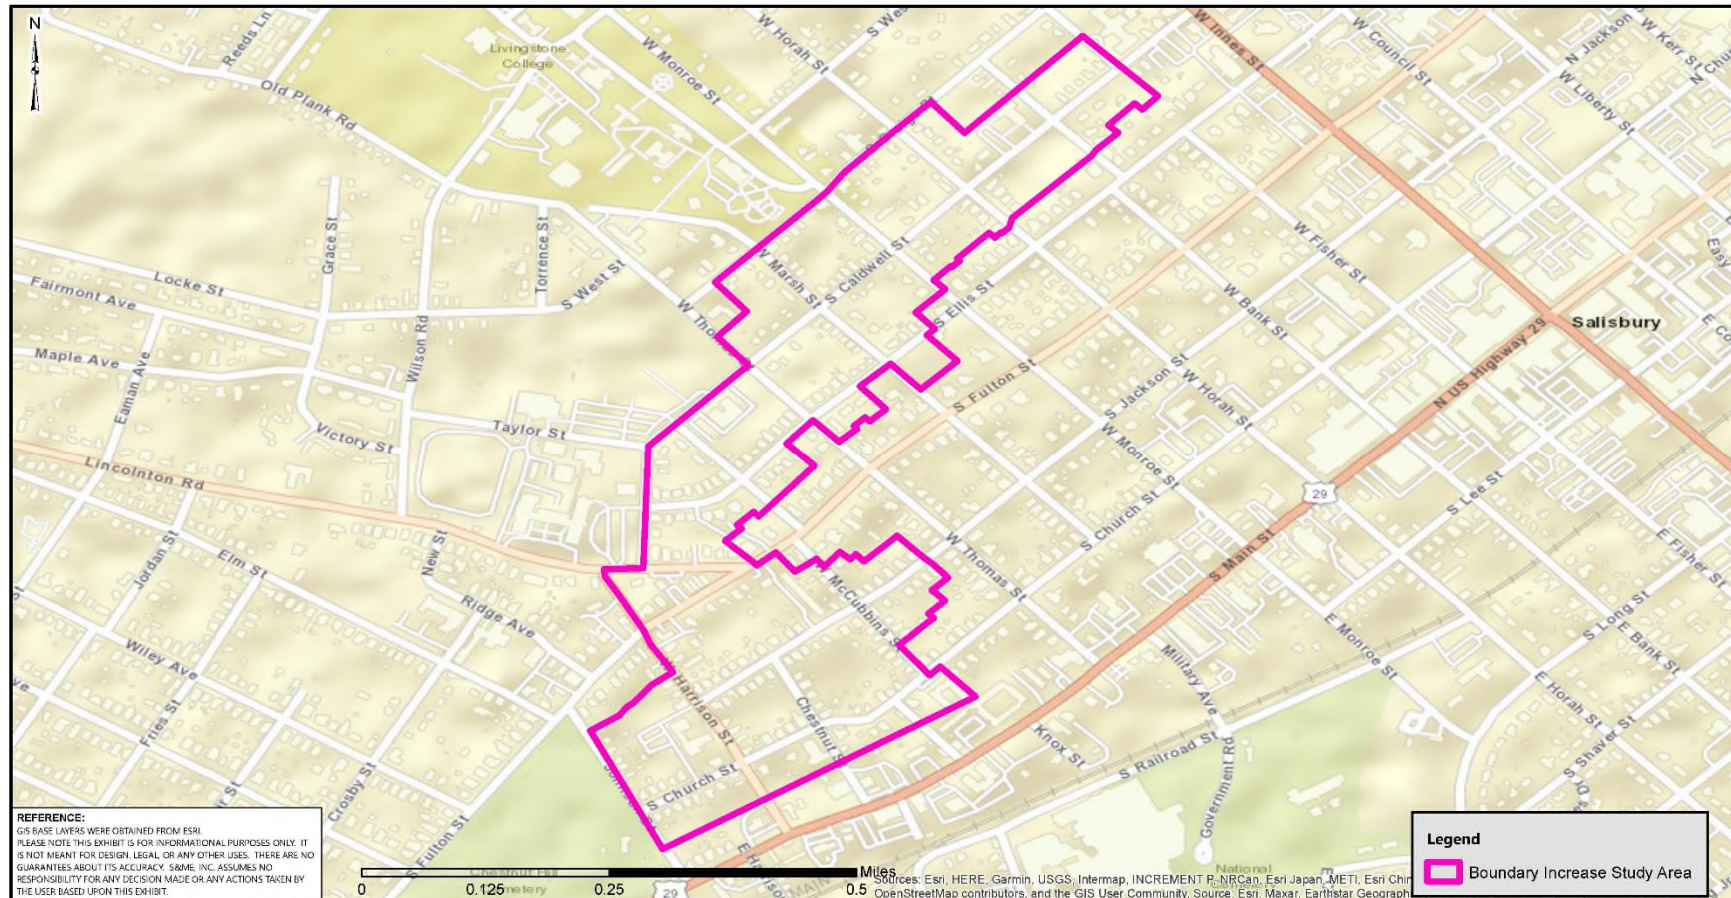 N
Reeds Ln
Old Plank Rd
Livingstone
College
W Monroe St
W Horah St
S Wes
W Innes St
W Council St
N Jackson
W Kerr St
N Chu
W Liberty St
Grace St
Torrence St
Locke St
Fairmont Ave
S West St
W Marsh St
S Caldwell St
S Ellis St
W Fisher St
W Bank St
Easy
E Co
Salisbury
Maple Ave
Eaman Ave
Wilson Rd
W Thomas St
S Fulton St
S Jackson St
W Horah St
N US Highway 29
Victory St
Taylor St
W Monroe St
Lincolnton Rd
29
S Lee St
S Church St
S Main St
E Fisher St
Jordan St
New St
Elm St
Ridge Ave
W McCubbins St
W Thomas St
S Long St
E Bank St
E Monroe St
Wiley Ave
ve
Fries St
Harrison St
Chestnut St
Knox St
Military Ave
E Horah St
S Shaver St
S Railroad St
Government Rd
Crosby St
S Church St
S Fulton St
Dr
Chestnut Hill
Cemetery
29
National
REFERENCE:
GIS BASE LAYERS WERE OBTAINED FROM ESRI.
PLEASE NOTE THIS EXHIBIT IS FOR INFORMATIONAL PURPOSES ONLY. IT
IS NOT MEANT FOR DESIGN, LEGAL, OR ANY OTHER USES. THERE ARE NO
GUARANTEES ABOUT ITS ACCURACY. S&ME, INC. ASSUMES NO
RESPONSIBILITY FOR ANY DECISION MADE OR ANY ACTIONS TAKEN BY
THE USER BASED UPON THIS EXHIBIT.
Miles
0 0.125 0.25 0.5
Sources: Esri, HERE, Garmin, USGS, Intermap, INCREMENT P, NRCan, Esri Japan, METI, Esri Chin
OpenStreetMap contributors, and the GIS User Community, Source: Esri, Maxar, Earthstar Geograph
Legend
Boundary Increase Study Area